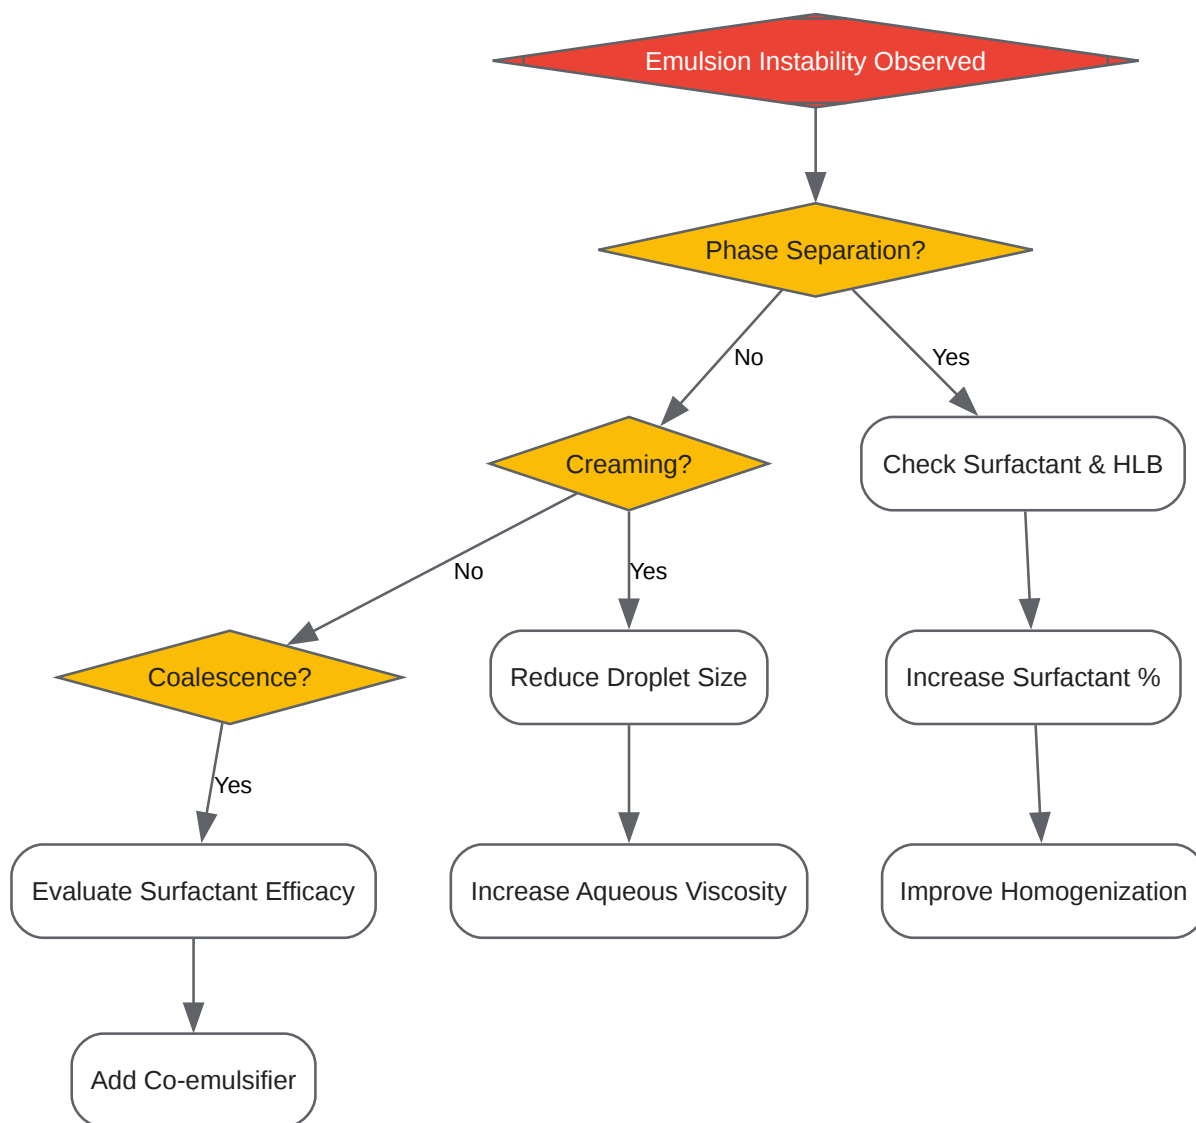 Emulsion Instability Observed
Phase Separation?
No
Yes
Creaming?
Check Surfactant & HLB
No
Yes
Coalescence?
Reduce Droplet Size
Increase Surfactant %
Yes
Evaluate Surfactant Efficacy
Increase Aqueous Viscosity
Improve Homogenization
Add Co-emulsifier